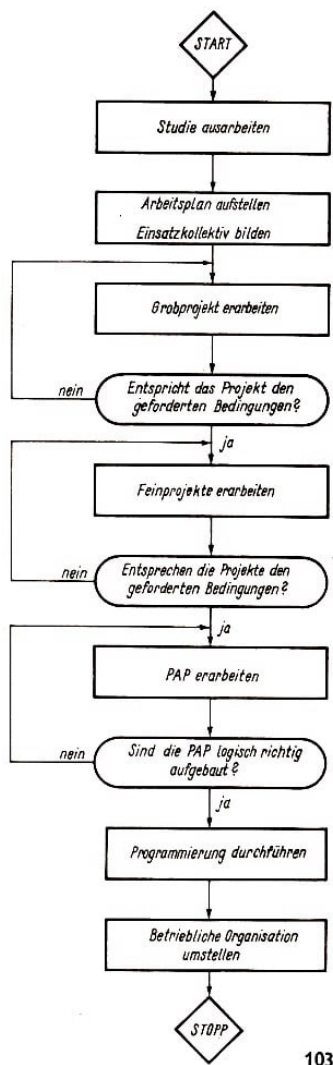 START
Studie ausarbeiten
Arbeitsplan aufstellen
Einsatzkollektiv bilden
Grobprojekt erarbeiten
nein
Entspricht das Projekt den
geforderten Bedingungen?
ja
Feinprojekte erarbeiten
nein
Entsprechen die Projekte den
geforderten Bedingungen?
ja
PAP erarbeiten
nein
Sind die PAP logisch richtig
aufgebaut?
ja
Programmierung durchführen
Betriebliche Organisation
umstellen
STOPP
103